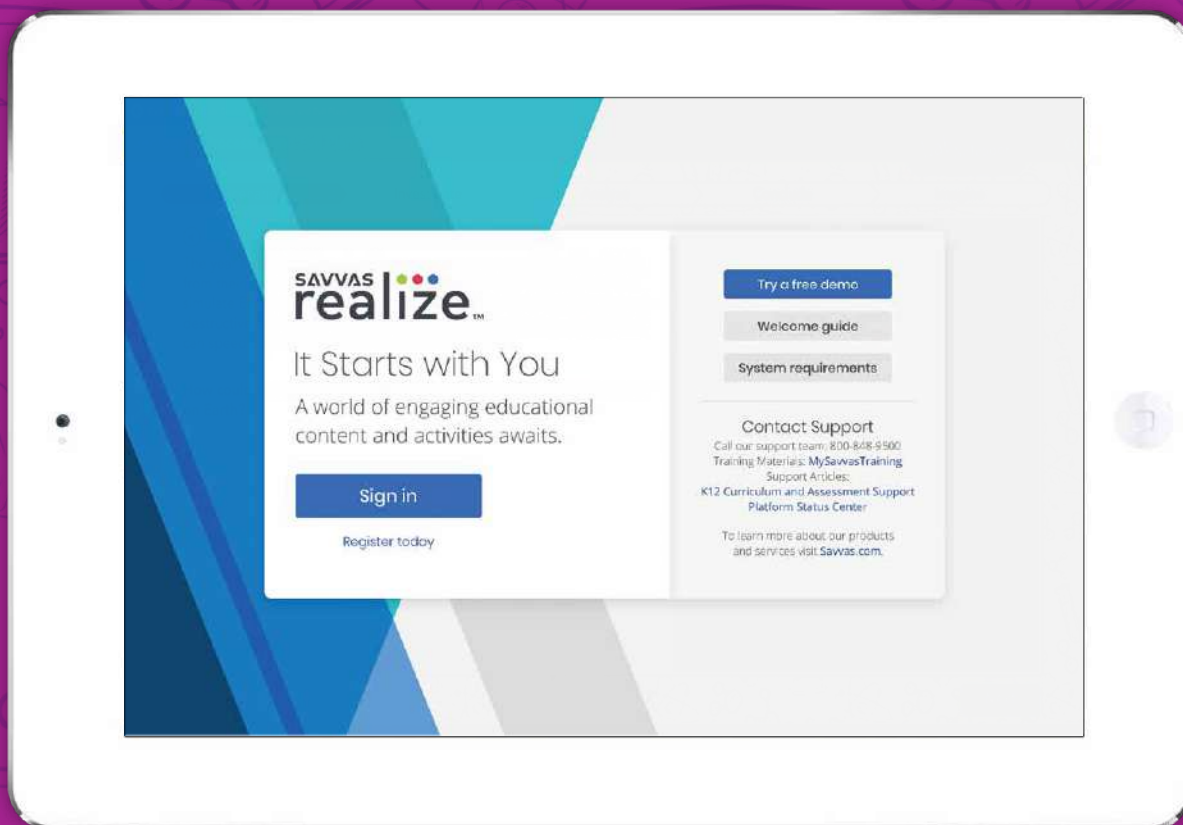 SAVVAS
realize™
It Starts with You
A world of engaging educational
content and activities awaits.
Sign in
Register today
Try a free demo
Welcome guide
System requirements
Contact Support
Call our support team: 800-848-9500
Training Materials: MySavvasTraining
Support Articles:
K12 Curriculum and Assessment Support
Platform Status Center
To learn more about our products
and services visit Savvas.com.